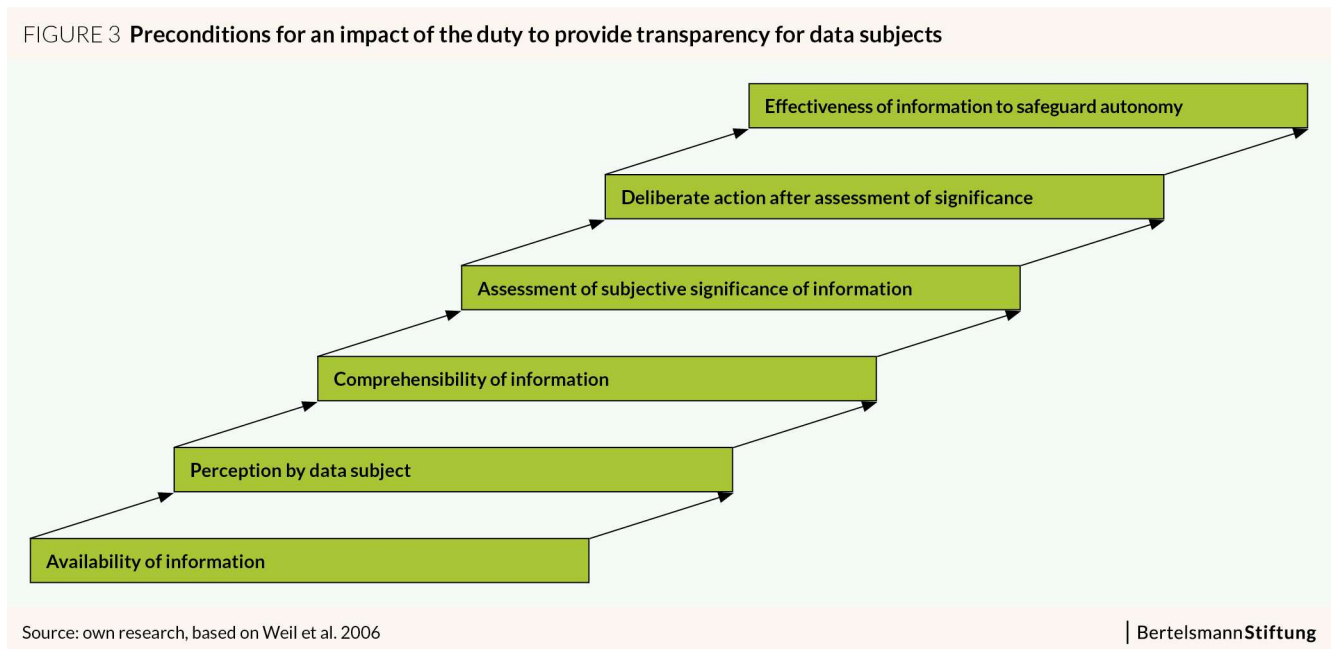 FIGURE 3 Preconditions for an impact of the duty to provide transparency for data subjects
Effectiveness of information to safeguard autonomy
Deliberate action after assessment of significance
Assessment of subjective significance of information
Comprehensibility of information
Perception by data subject
Availability of information
Source: own research, based on Weil et al. 2006
BertelsmannStiftung